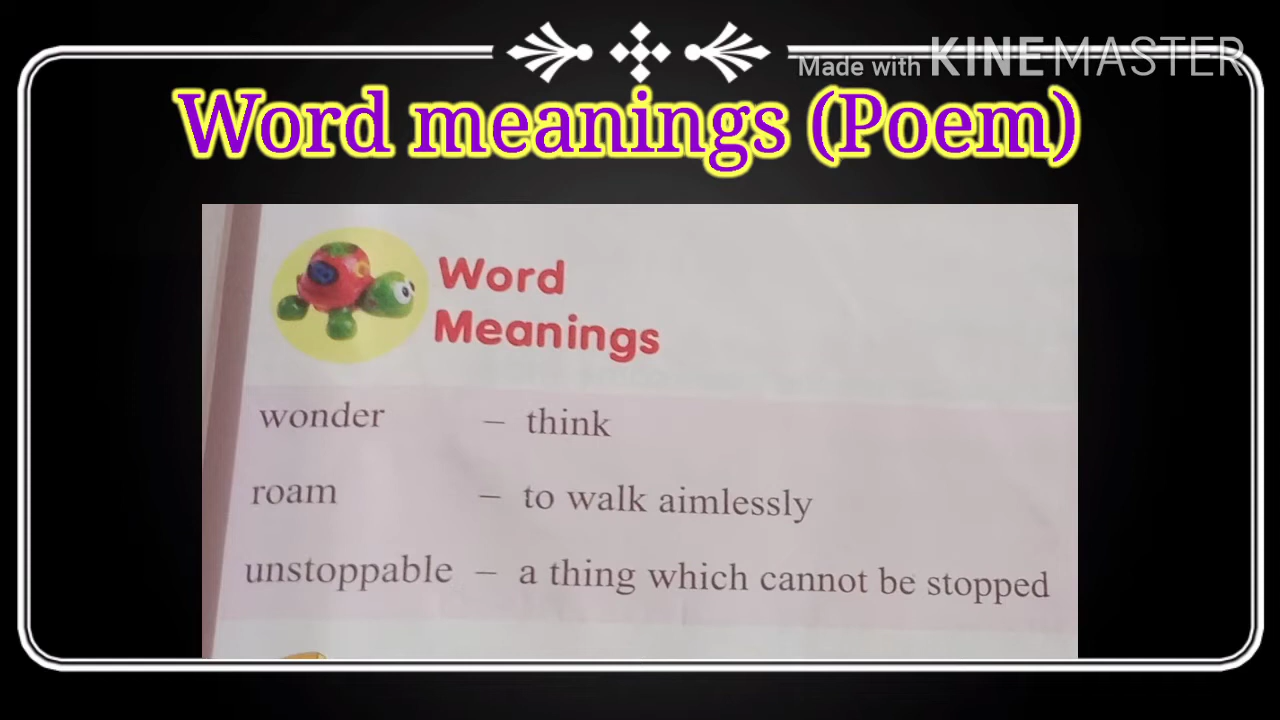 Made with KINEMASTER
Word meanings (Poem)
Word
Meanings
wonder – think
roam – to walk aimlessly
unstoppable – a thing which cannot be stopped